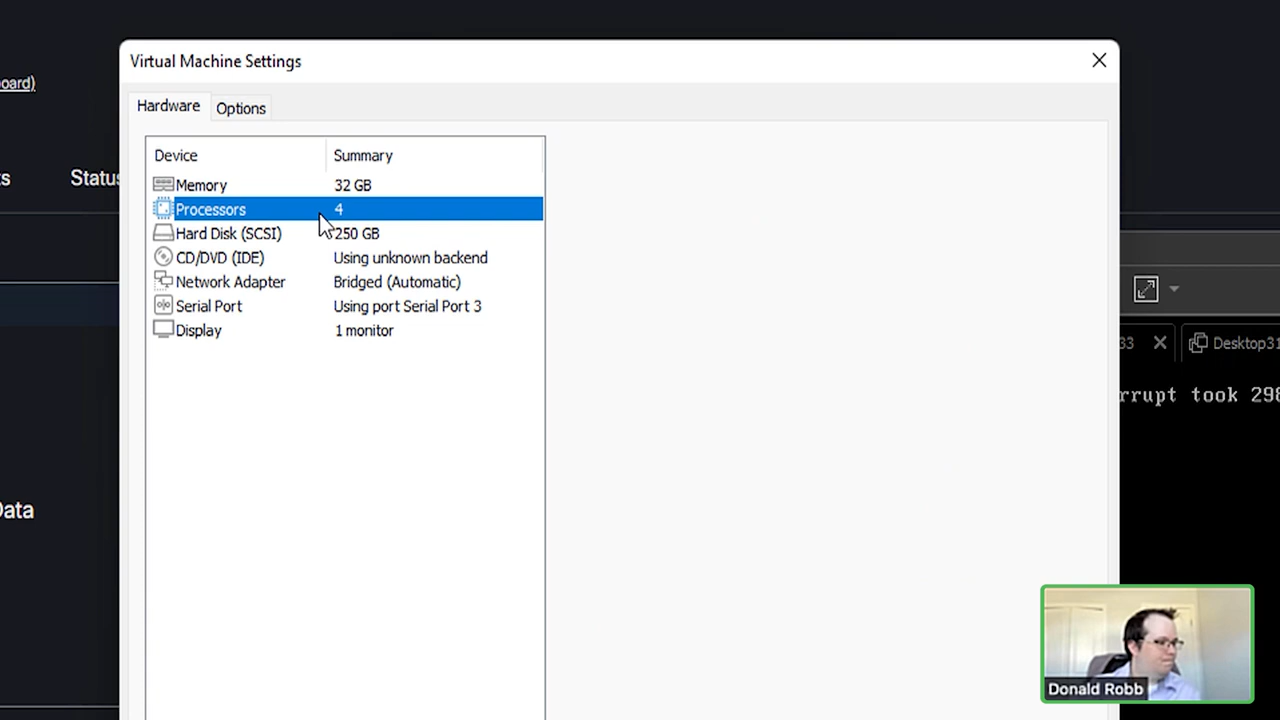 Virtual Machine Settings
oard)
Hardware
Options
Device Summary
Memory 32 GB
Processors 4
Hard Disk (SCSI) 250 GB
CD/DVD (IDE) Using unknown backend
Network Adapter Bridged (Automatic)
Serial Port Using port Serial Port 3
Display 1 monitor
s Status
33 Desktop31
rrupt took 298
Data
Donald Robb